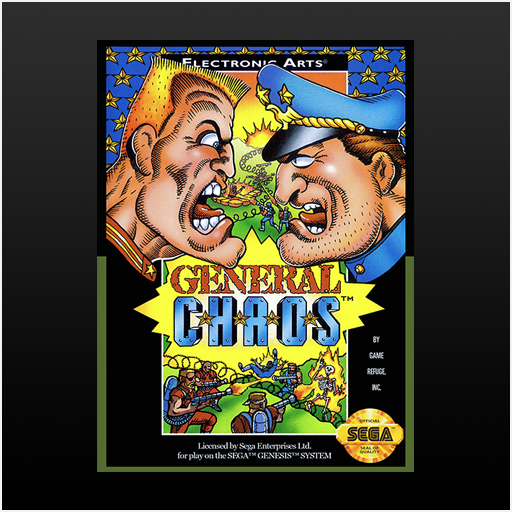 ELECTRONIC ARTS®
GENERAL
CHAOS™
BY
GAME
REFUGE,
INC.
OFFICIAL
SEGA
SEAL OF
QUALITY
Licensed by Sega Enterprises Ltd.
for play on the SEGA™ GENESIS™ SYSTEM